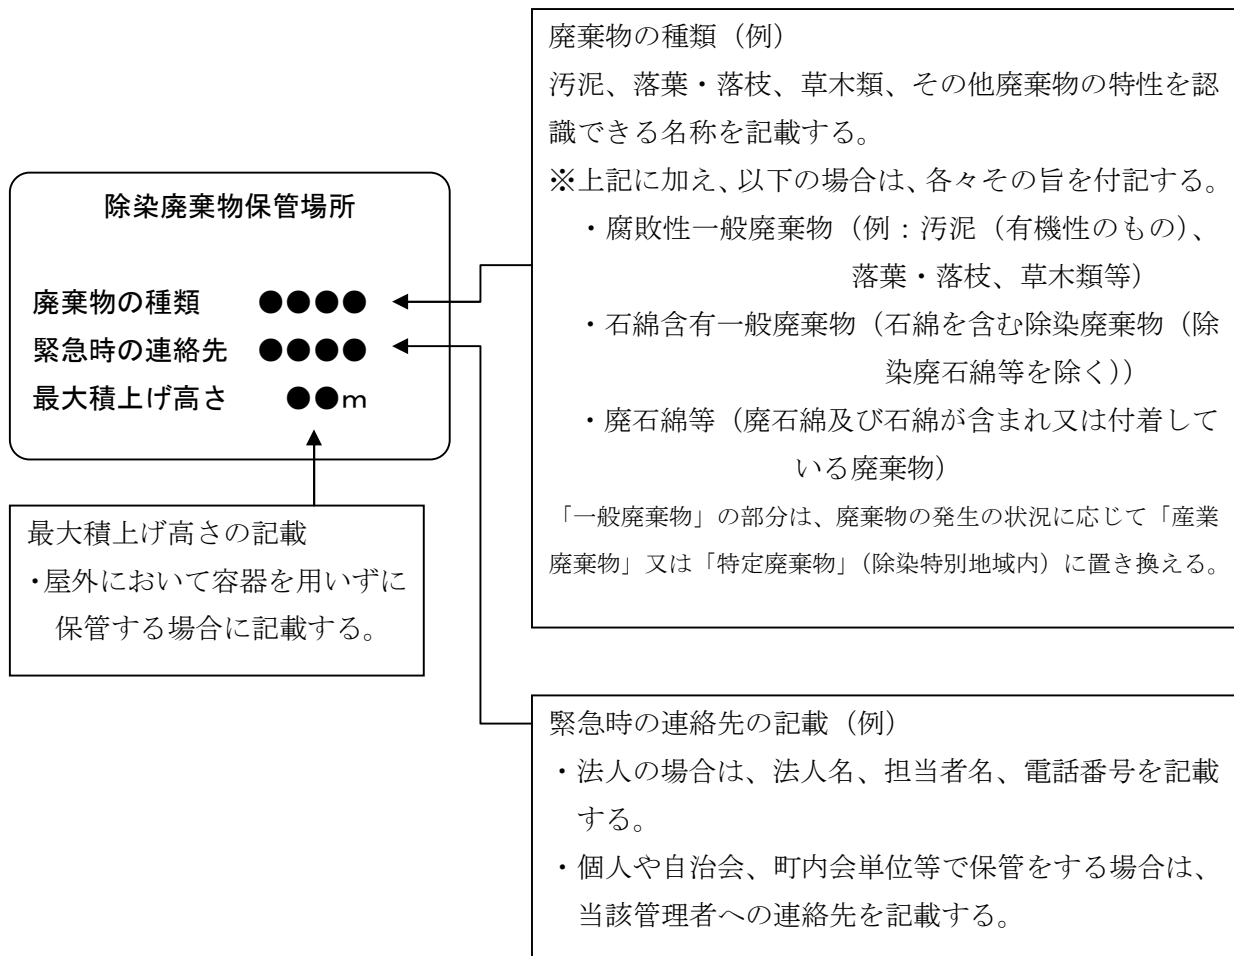 除染廃棄物保管場所
廃棄物の種類 ●●●●
緊急時の連絡先 ●●●●
最大積上げ高さ ●●m
最大積上げ高さの記載
・屋外において容器を用いずに
保管する場合に記載する。
廃棄物の種類（例）
汚泥、落葉・落枝、草木類、その他廃棄物の特性を認
識できる名称を記載する。
※上記に加え、以下の場合は、各々その旨を付記する。
・腐敗性一般廃棄物（例：汚泥（有機性のもの）、
落葉・落枝、草木類等）
・石綿含有一般廃棄物（石綿を含む除染廃棄物（除
染廃石綿等を除く））
・廃石綿等（廃石綿及び石綿が含まれ又は付着して
いる廃棄物）
「一般廃棄物」の部分は、廃棄物の発生の状況に応じて「産業
廃棄物」又は「特定廃棄物」（除染特別地域内）に置き換える。
緊急時の連絡先の記載（例）
・法人の場合は、法人名、担当者名、電話番号を記載
する。
・個人や自治会、町内会単位等で保管をする場合は、
当該管理者への連絡先を記載する。